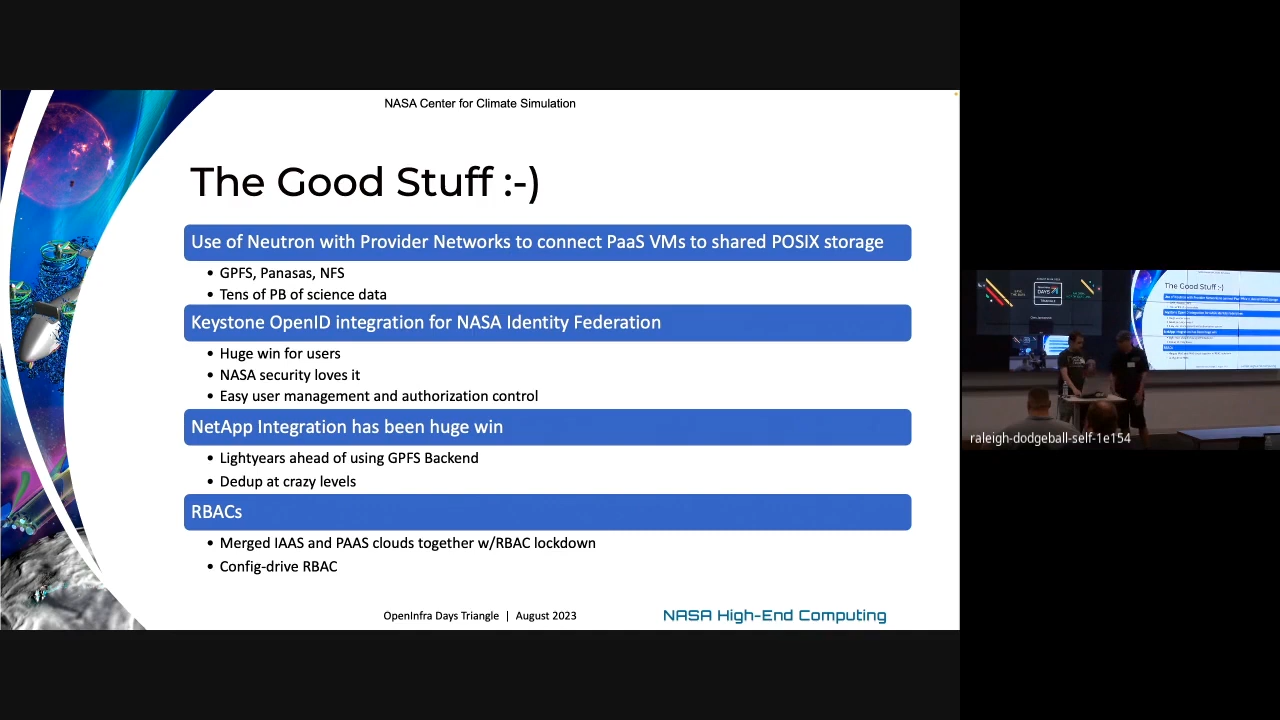 NASA Center for Climate Simulation
The Good Stuff :-)
Use of Neutron with Provider Networks to connect PaaS VMs to shared POSIX storage
• GPFS, Panasas, NFS
• Tens of PB of science data
Keystone OpenID integration for NASA Identity Federation
• Huge win for users
• NASA security loves it
• Easy user management and authorization control
NetApp Integration has been huge win
• Lightyears ahead of using GPFS Backend
• Dedup at crazy levels
RBACs
• Merged IAAS and PAAS clouds together w/RBAC lockdown
• Config-drive RBAC
OpenInfra Days Triangle | August 2023
NASA High-End Computing
The Good Stuff :-)
DAYS
raleigh-dodgeball-self-1e154